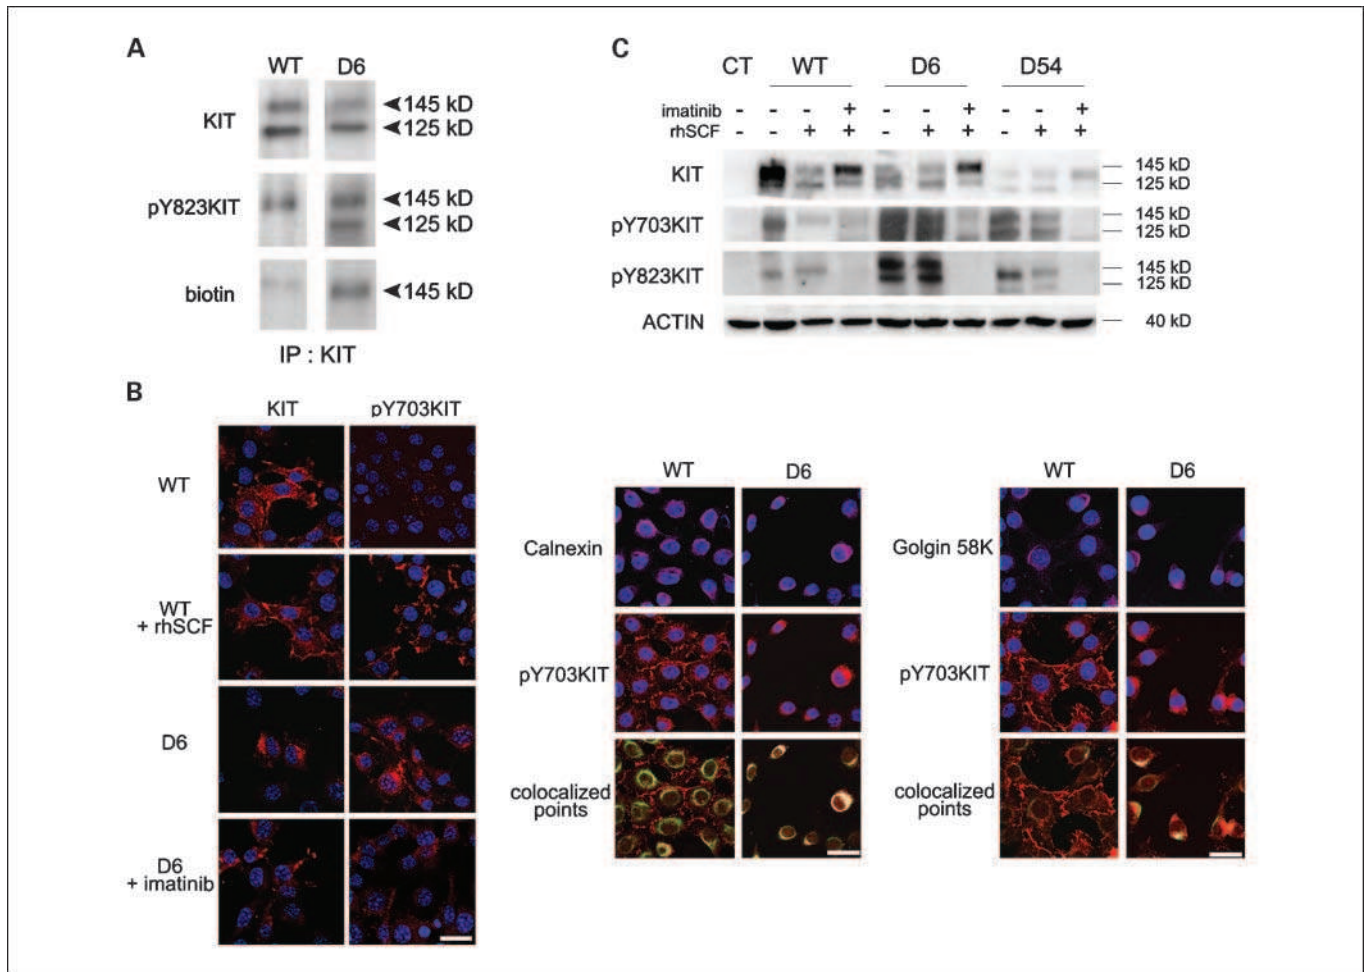 A
WT D6
KIT
145 kD
125 kD
pY823KIT
145 kD
125 kD
biotin
145 kD
IP : KIT
C
CT WT D6 D54
imatinib - - - + - - + - - +
rhSCF - - + + - + + - + +
KIT
145 kD
125 kD
pY703KIT
145 kD
125 kD
pY823KIT
145 kD
125 kD
ACTIN
40 kD
B
KIT pY703KIT
WT
WT
+ rhSCF
D6
D6
+ imatinib
WT D6
Calnexin
pY703KIT
colocalized
points
WT D6
Golgin 58K
pY703KIT
colocalized
points